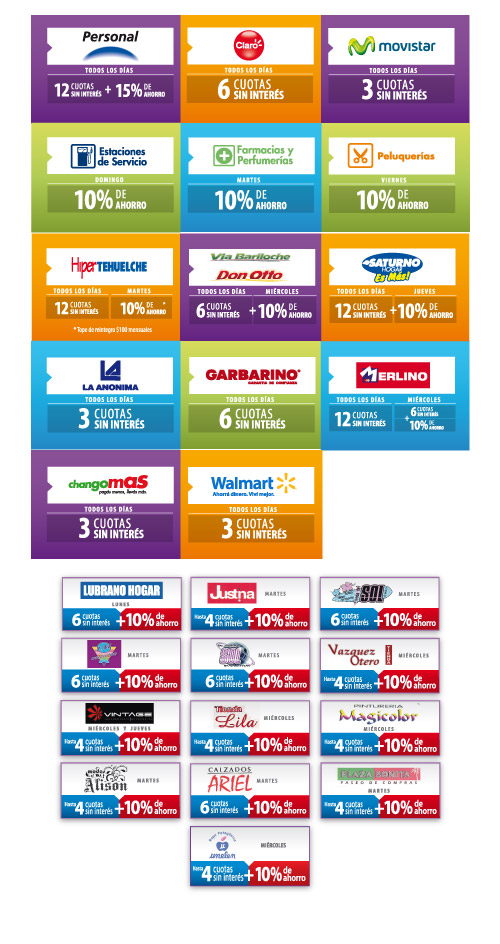 Personal
TODOS LOS DÍAS
12 CUOTAS SIN INTERÉS + 15% DE AHORRO
Claro
TODOS LOS DÍAS
6 CUOTAS SIN INTERÉS
movistar
TODOS LOS DÍAS
3 CUOTAS SIN INTERÉS
Estaciones de Servicio
DOMINGO
10% DE AHORRO
Farmacias y Perfumerías
MARTES
10% DE AHORRO
Peluquerías
VIERNES
10% DE AHORRO
HiperTEHUELCHE
TODOS LOS DÍAS MARTES
12 CUOTAS SIN INTERÉS 10% DE AHORRO *
* Tope de reintegro $100 mensuales
Via Bariloche
Don Otto
TODOS LOS DÍAS MIÉRCOLES
6 CUOTAS SIN INTERÉS +10% DE AHORRO
SATURNO
HOGAR
Es Más!
TODOS LOS DÍAS JUEVES
12 CUOTAS SIN INTERÉS +10% DE AHORRO
LA ANONIMA
TODOS LOS DÍAS
3 CUOTAS SIN INTERÉS
GARBARINO
GARANTIA DE CONFIANZA
TODOS LOS DÍAS
6 CUOTAS SIN INTERÉS
MERLINO
TODOS LOS DÍAS MIÉRCOLES
12 CUOTAS SIN INTERÉS +6 CUOTAS SIN INTERÉS +10% DE AHORRO
changomas
pagás menos, llevás más.
TODOS LOS DÍAS
3 CUOTAS SIN INTERÉS
Walmart
Ahorrá dinero. Viví mejor.
TODOS LOS DÍAS
3 CUOTAS SIN INTERÉS
LUBRANO HOGAR
LUNES
6 cuotas sin interés +10% de ahorro
Justina
MARTES
Hasta 4 cuotas sin interés +10% de ahorro
SOL
MARTES
6 cuotas sin interés +10% de ahorro
MARTES
6 cuotas sin interés +10% de ahorro
MARTES
6 cuotas sin interés +10% de ahorro
Vazquez Otero
MIÉRCOLES
Hasta 4 cuotas sin interés +10% de ahorro
VINTAGE
MIÉRCOLES Y JUEVES
Hasta 4 cuotas sin interés +10% de ahorro
Tienda Lila
MIÉRCOLES
Hasta 4 cuotas sin interés +10% de ahorro
PINTURERIA
Magicolor
MIÉRCOLES
Hasta 4 cuotas sin interés +10% de ahorro
modas
Alison
MARTES
Hasta 4 cuotas sin interés +10% de ahorro
CALZADOS
ARIEL
MARTES
6 cuotas sin interés +10% de ahorro
PLAZA BONITA
PASEO DE COMPRAS
MARTES
Hasta 4 cuotas sin interés +10% de ahorro
MIÉRCOLES
Hasta 4 cuotas sin interés +10% de ahorro